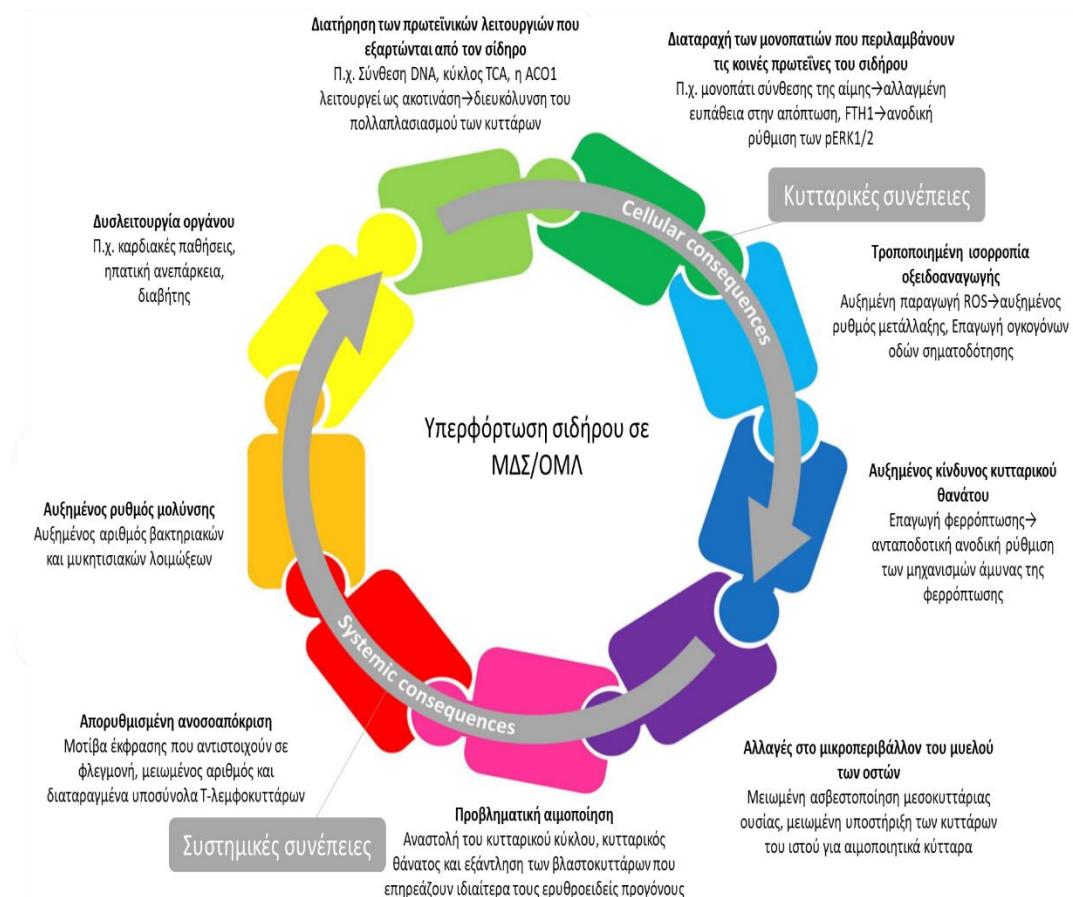 Διατήρηση των πρωτεϊνικών λειτουργιών που
εξαρτώνται από τον σίδηρο
Π.χ. Σύνθεση DNA, κύκλος TCA, η ACO1
λειτουργεί ως ακοτινάση→διευκόλυνση του
πολλαπλασιασμού των κυττάρων
Διαταραχή των μονοπατιών που περιλαμβάνουν
τις κοινές πρωτεΐνες του σιδήρου
Π.χ. μονοπάτι σύνθεσης της αίμης→αλλαγμένη
ευπάθεια στην απόπτωση, FTH1→ανοδική
ρύθμιση των pERK1/2
Κυτταρικές συνέπειες
Cellular consequences
Τροποποιημένη ισορροπία
οξειδοαναγωγής
Αυξημένη παραγωγή ROS→αυξημένος
ρυθμός μετάλλαξης, Επαγωγή ογκογόνων
οδών σηματοδότησης
Αυξημένος κίνδυνος κυτταρικού
θανάτου
Επαγωγή φερρόπτωσης→
ανταποδοτική ανοδική ρύθμιση
των μηχανισμών άμυνας της
φερρόπτωσης
Αλλαγές στο μικροπεριβάλλον του μυελού
των οστών
Μειωμένη ασβεστοποίηση μεσοκυττάριας
ουσίας, μειωμένη υποστήριξη των κυττάρων
του ιστού για αιμοποιητικά κύτταρα
Προβληματική αιμοποίηση
Αναστολή του κυτταρικού κύκλου, κυτταρικός
θάνατος και εξάντληση των βλαστοκυττάρων που
επηρεάζουν ιδιαίτερα τους ερυθροειδείς προγόνους
Systemic consequences
Συστημικές συνέπειες
Απορυθμισμένη ανοσοαπόκριση
Μοτίβα έκφρασης που αντιστοιχούν σε
φλεγμονή, μειωμένος αριθμός και
διαταραγμένα υποσύνολα Τ-λεμφοκυττάρων
Αυξημένος ρυθμός μόλυνσης
Αυξημένος αριθμός βακτηριακών
και μυκητισιακών λοιμώξεων
Δυσλειτουργία οργάνου
Π.χ. καρδιακές παθήσεις,
ηπατική ανεπάρκεια,
διαβήτης
Υπερφόρτωση σιδήρου σε
ΜΔΣ/ΟΜΛ